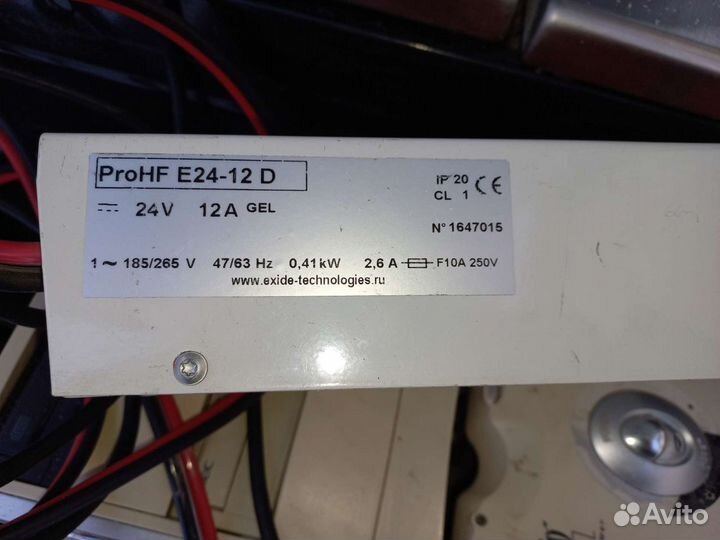 ProHF E24-12 D
IP 20
CL 1
CE
24V 12A GEL
N° 1647015
1 ~ 185/265 V 47/63 Hz 0,41kW 2,6 A F10A 250V
www.exide-technologies.ru
Avito